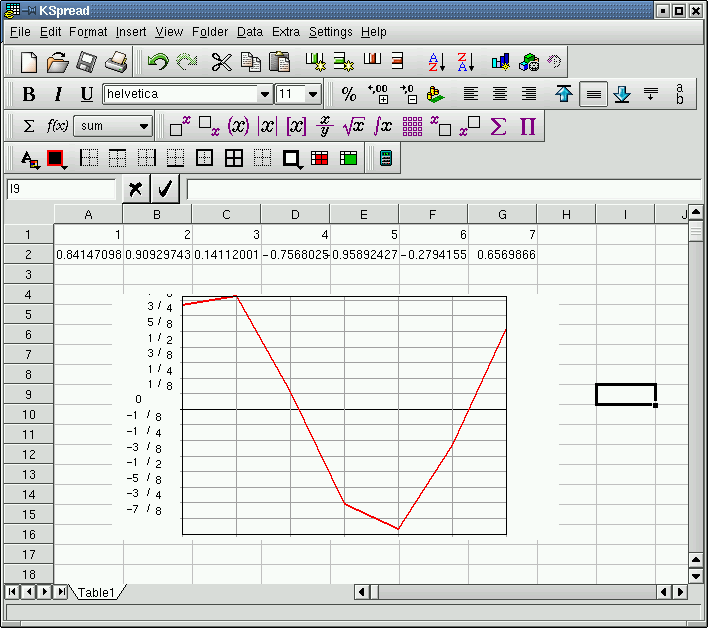 KSpread
File Edit Format Insert View Folder Data Extra Settings Help
B I U helvetica 11 % +,00 →,0 a b
Σ f(x) sum x x (x) |x| [x] x/y √x ∫x x x Σ Π
A
I9
A B C D E F G H I J
1 1 2 3 4 5 6 7
2 0.84147098 0.90929743 0.14112001 -0.7568025 -0.95892427 -0.2794155 0.6569866
3
4 3 / 4
5 5 / 8
6 1 / 2
7 3 / 8
8 1 / 4
1 / 8
9 0
10 -1 / 8
11 -1 / 4
12 -3 / 8
-1 / 2
13 -5 / 8
14 -3 / 4
15 -7 / 8
16
17
18
Table1